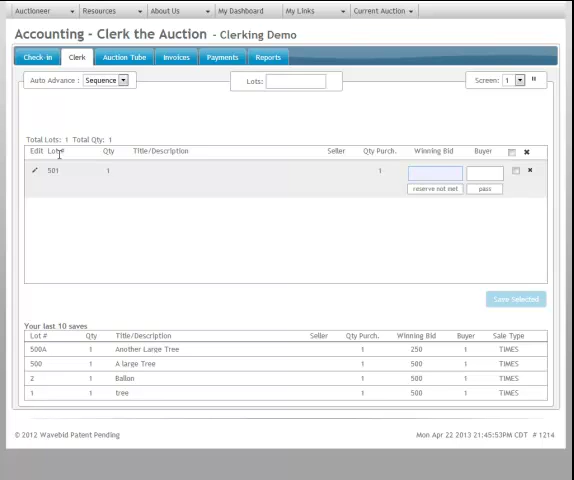 Auctioneer Resources About Us My Dashboard My Links Current Auction
Accounting - Clerk the Auction - Clerking Demo
Check-in Clerk Auction Tube Invoices Payments Reports
Auto Advance : Sequence Lots: Screen: 1
Total Lots: 1 Total Qty: 1
Edit Lot # Qty Title/Description Seller Qty Purch. Winning Bid Buyer
501 1 1
reserve not met pass
Save Selected
Your last 10 saves
Lot # Qty Title/Description Seller Qty Purch. Winning Bid Buyer Sale Type
500A 1 Another Large Tree 1 250 1 TIMES
500 1 A large Tree 1 500 1 TIMES
2 1 Ballon 1 500 1 TIMES
1 1 tree 1 500 1 TIMES
© 2012 Wavebid Patent Pending Mon Apr 22 2013 21:45:53PM CDT # 1214